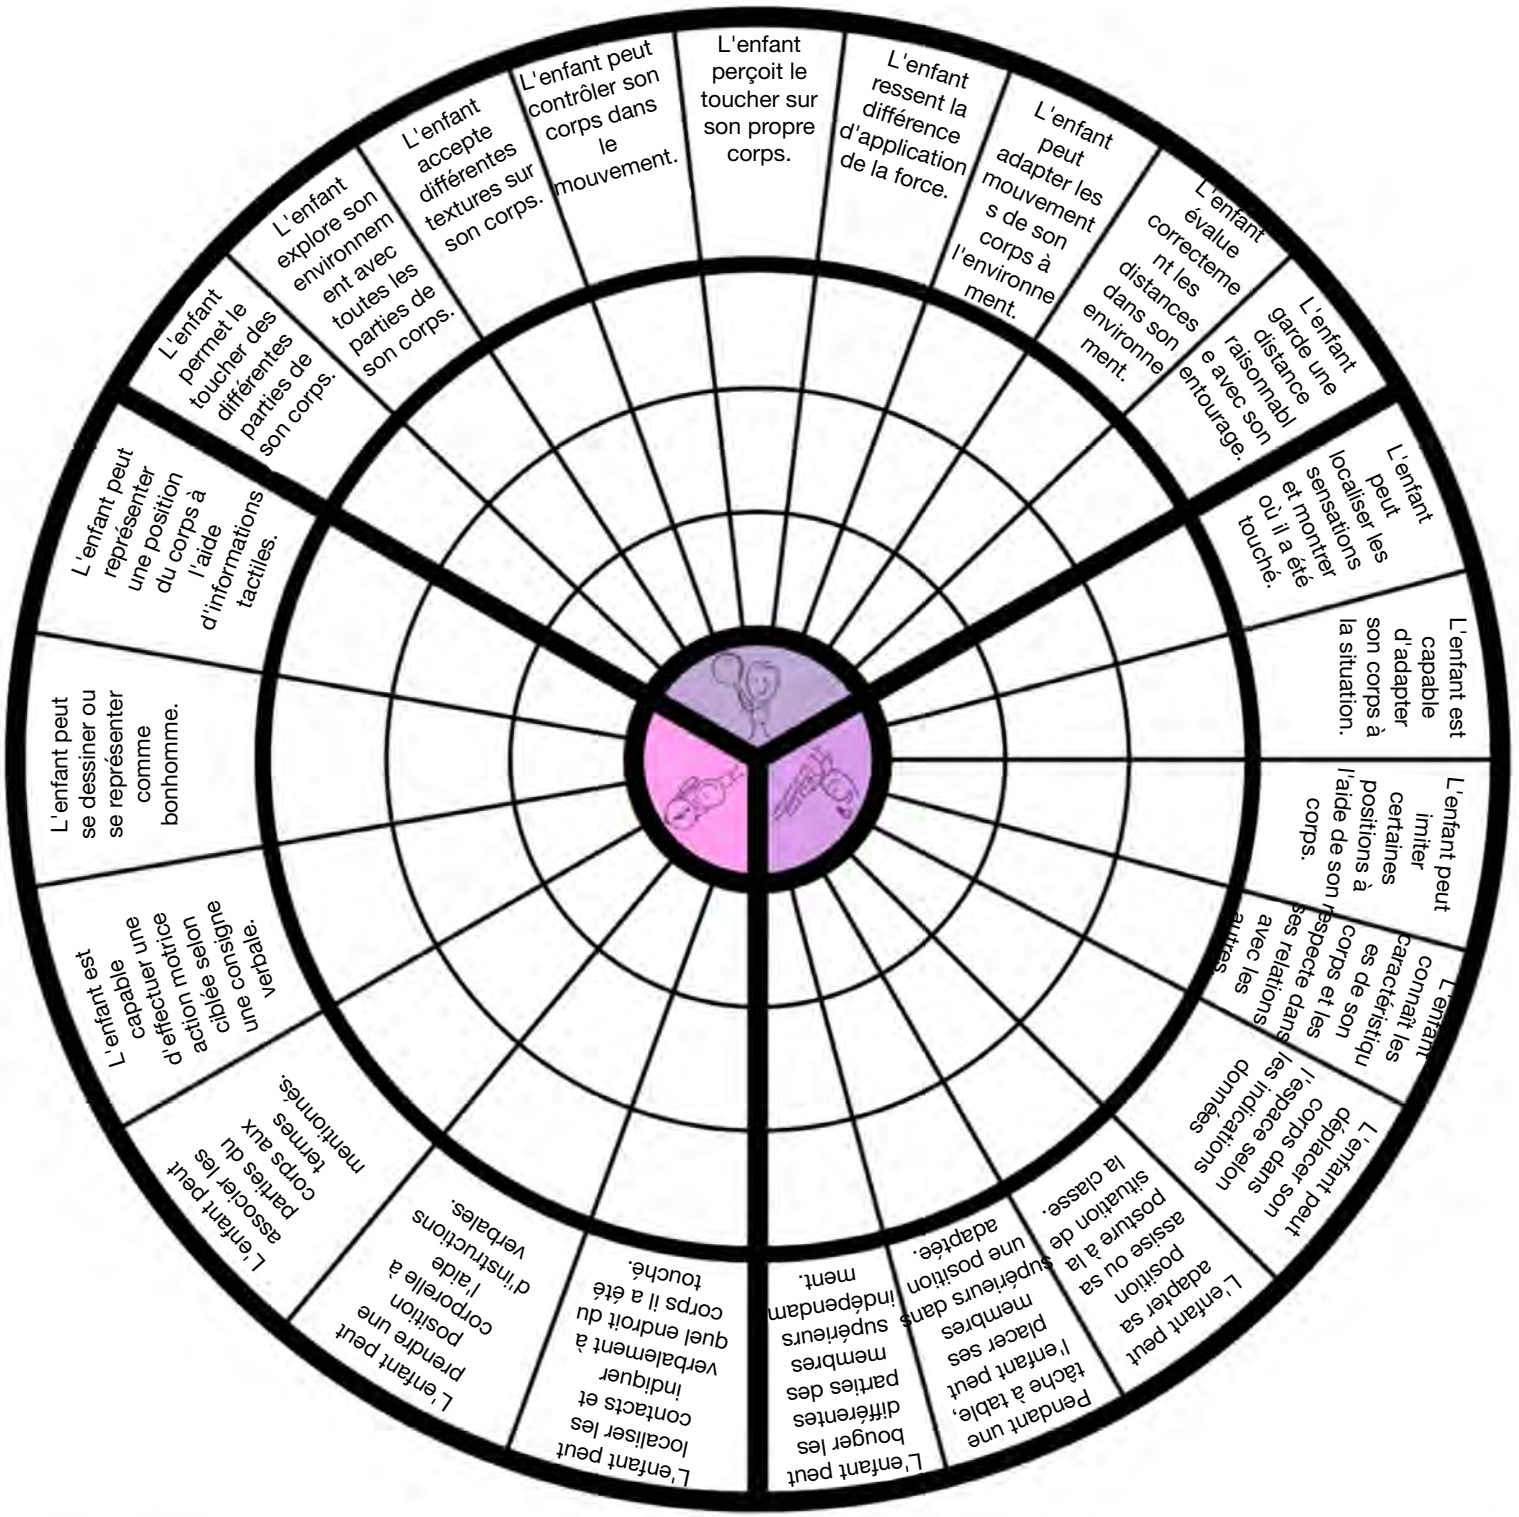 L'enfant
perçoit le
toucher sur
son propre
corps.
L'enfant
ressent la
différence
d'application
de la force.
L'enfant
peut
adapter les
mouvement
s de son
corps à
l'environne
ment.
L'enfant
évalue
correcteme
nt les
distances
dans son
environne
ment.
L'enfant
garde une
distance
raisonnabl
e avec son
entourage.
L'enfant
peut
localiser les
sensations
et montrer
où il a été
touché.
L'enfant est
capable
d'adapter
son corps à
la situation.
L'enfant peut
imiter
certaines
positions à
l'aide de son
corps.
L'enfant
connaît les
caractéristiqu
es de son
corps et les
respecte dans
ses relations
avec les
autres.
L'enfant peut
déplacer son
corps dans
l'espace selon
les indications
données
L'enfant peut
adapter sa
position
assise ou sa
posture à la
situation de
la classe.
Pendant une
tâche à table,
l'enfant peut
placer ses
membres
supérieurs dans
une position
adaptée.
L'enfant peut
bouger les
différentes
parties des
membres
supérieurs
indépendam
ment.
L'enfant peut
localiser les
contacts et
indiquer
verbalement à
quel endroit du
corps il a été
touché.
L'enfant peut
prendre une
position
corporelle à
l'aide
d'instructions
verbales.
L'enfant peut
associer les
parties du
corps aux
termes
mentionnés.
L'enfant est
capable
d'effectuer une
action motrice
ciblée selon
une consigne
verbale.
L'enfant peut
se dessiner ou
se représenter
comme
bonhomme.
L'enfant peut
représenter
une position
du corps à
l'aide
d'informations
tactiles.
L'enfant
permet le
toucher des
différentes
parties de
son corps.
L'enfant
explore son
environnem
ent avec
toutes les
parties de
son corps.
L'enfant
accepte
différentes
textures sur
son corps.
L'enfant peut
contrôler son
corps dans
le
mouvement.